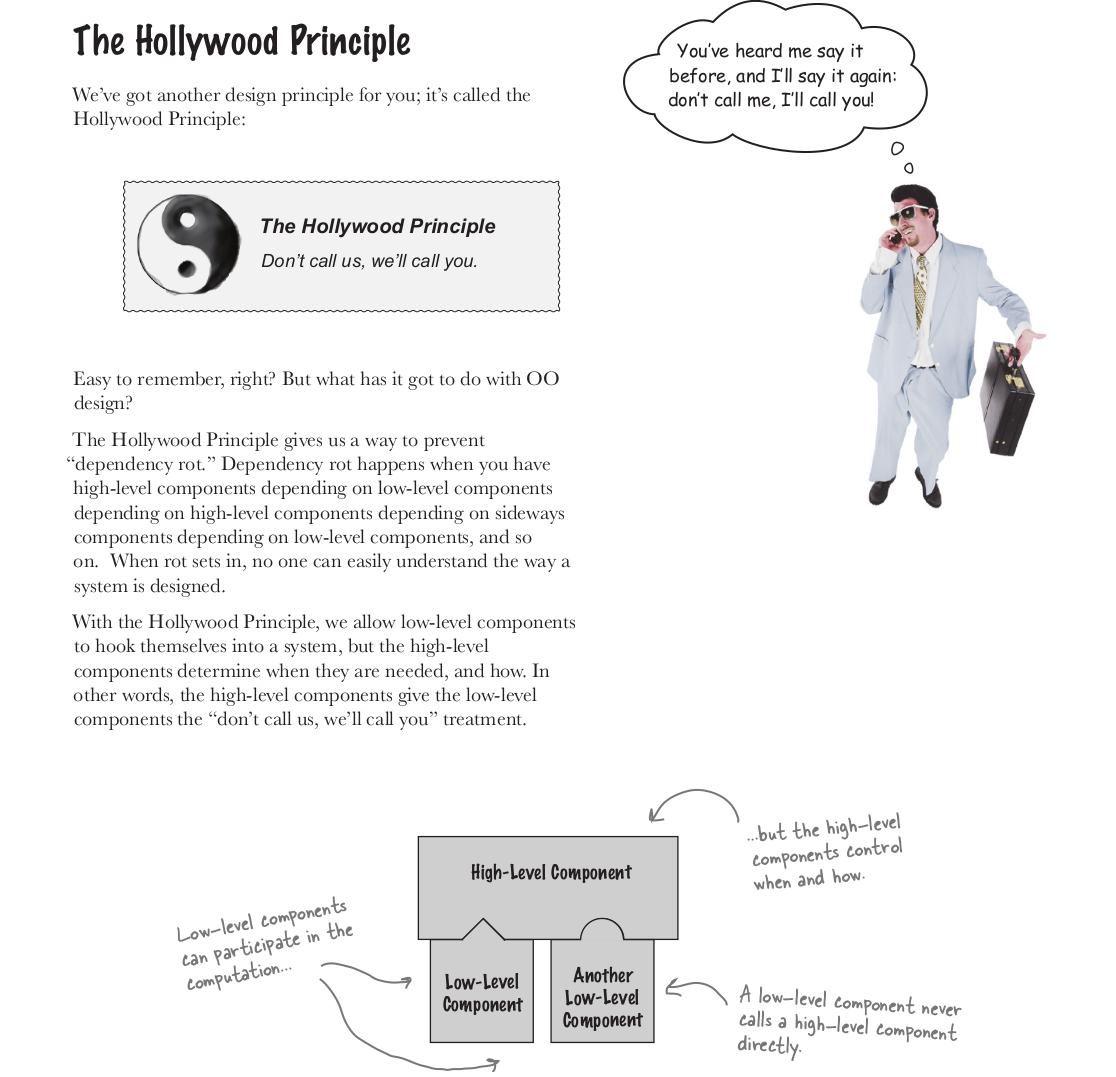 The Hollywood Principle
We’ve got another design principle for you; it’s called the
Hollywood Principle:
You’ve heard me say it
before, and I’ll say it again:
don’t call me, I’ll call you!
The Hollywood Principle
Don’t call us, we’ll call you.
Easy to remember, right? But what has it got to do with OO
design?
The Hollywood Principle gives us a way to prevent
“dependency rot.” Dependency rot happens when you have
high-level components depending on low-level components
depending on high-level components depending on sideways
components depending on low-level components, and so
on.  When rot sets in, no one can easily understand the way a
system is designed.
With the Hollywood Principle, we allow low-level components
to hook themselves into a system, but the high-level
components determine when they are needed, and how. In
other words, the high-level components give the low-level
components the “don’t call us, we’ll call you” treatment.
...but the high-level
components control
when and how.
High-Level Component
Low-level components
can participate in the
computation...
Low-Level
Component
Another
Low-Level
Component
A low-level component never
calls a high-level component
directly.